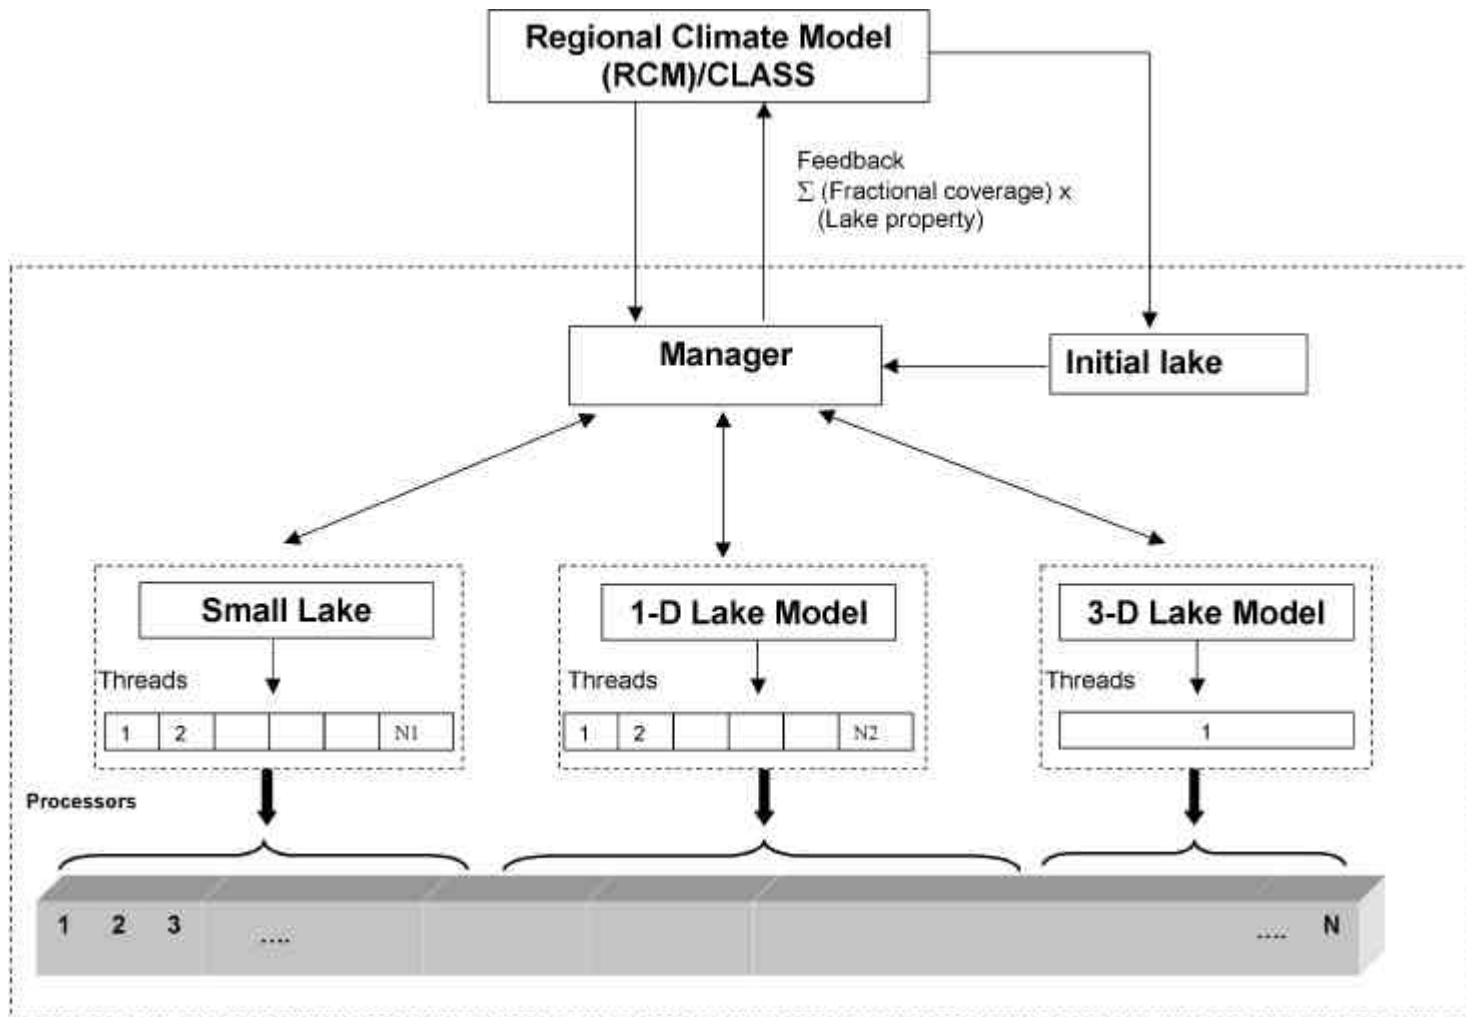 Regional Climate Model
(RCM)/CLASS
Feedback
Σ (Fractional coverage) x
(Lake property)
Manager
Initial lake
Small Lake
1-D Lake Model
3-D Lake Model
Threads
Threads
Threads
1 2 N1
1 2 N2
1
Processors
1 2 3 .... .... N